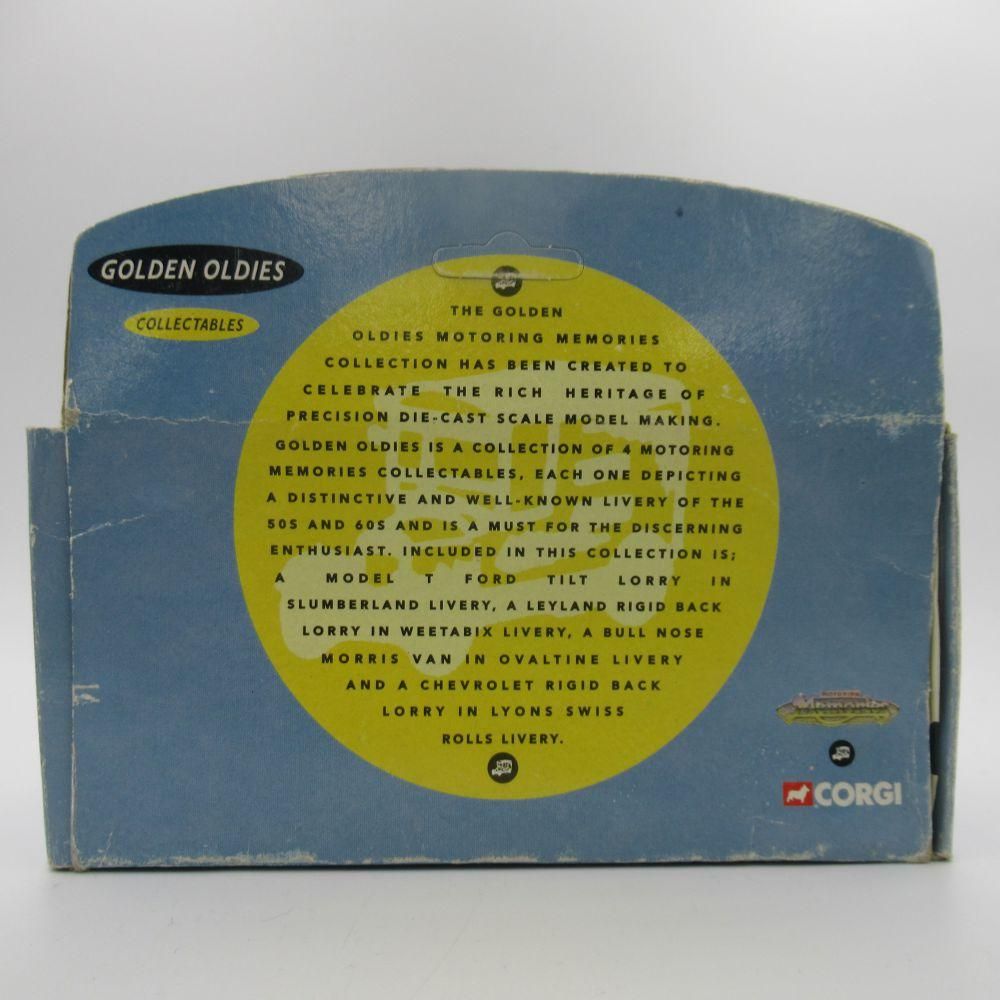 GOLDEN OLDIES
COLLECTABLES
THE GOLDEN
OLDIES MOTORING MEMORIES
COLLECTION HAS BEEN CREATED TO
CELEBRATE THE RICH HERITAGE OF
PRECISION DIE-CAST SCALE MODEL MAKING.
GOLDEN OLDIES IS A COLLECTION OF 4 MOTORING
MEMORIES COLLECTABLES, EACH ONE DEPICTING
A DISTINCTIVE AND WELL-KNOWN LIVERY OF THE
50S AND 60S AND IS A MUST FOR THE DISCERNING
ENTHUSIAST. INCLUDED IN THIS COLLECTION IS;
A MODEL T FORD TILT LORRY IN
SLUMBERLAND LIVERY, A LEYLAND RIGID BACK
LORRY IN WEETABIX LIVERY, A BULL NOSE
MORRIS VAN IN OVALTINE LIVERY
AND A CHEVROLET RIGID BACK
LORRY IN LYONS SWISS
ROLLS LIVERY.
MOTORING
Memories
CORGI